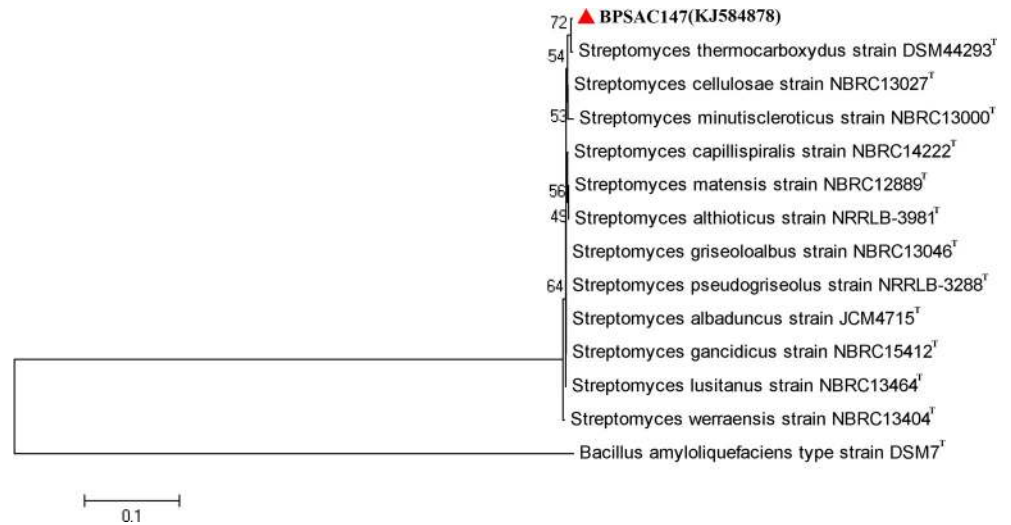 72 BPSAC147(KJ584878)
54 Streptomyces thermocarboxydus strain DSM44293T
Streptomyces cellulosae strain NBRC13027T
53 Streptomyces minutiscleroticus strain NBRC13000T
Streptomyces capillispiralis strain NBRC14222T
56 Streptomyces matensis strain NBRC12889T
49 Streptomyces althioticus strain NRRLB-3981T
Streptomyces griseoloalbus strain NBRC13046T
64 Streptomyces pseudogriseolus strain NRRLB-3288T
Streptomyces albaduncus strain JCM4715T
Streptomyces gancidicus strain NBRC15412T
Streptomyces lusitanus strain NBRC13464T
Streptomyces werraensis strain NBRC13404T
Bacillus amyloliquefaciens type strain DSM7T
0.1